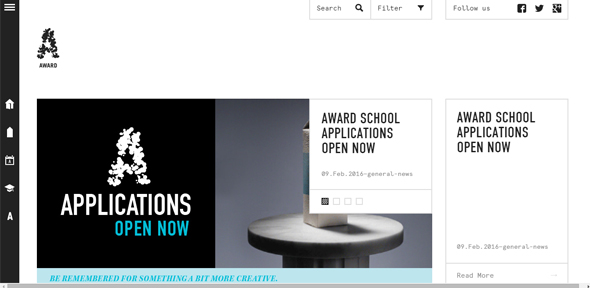 Search
Filter
Follow us
AWARD
AWARD SCHOOL
APPLICATIONS
OPEN NOW
09.Feb.2016-general-news
APPLICATIONS
OPEN NOW
BE REMEMBERED FOR SOMETHING A BIT MORE CREATIVE.
AWARD SCHOOL
APPLICATIONS
OPEN NOW
09.Feb.2016-general-news
Read More
A